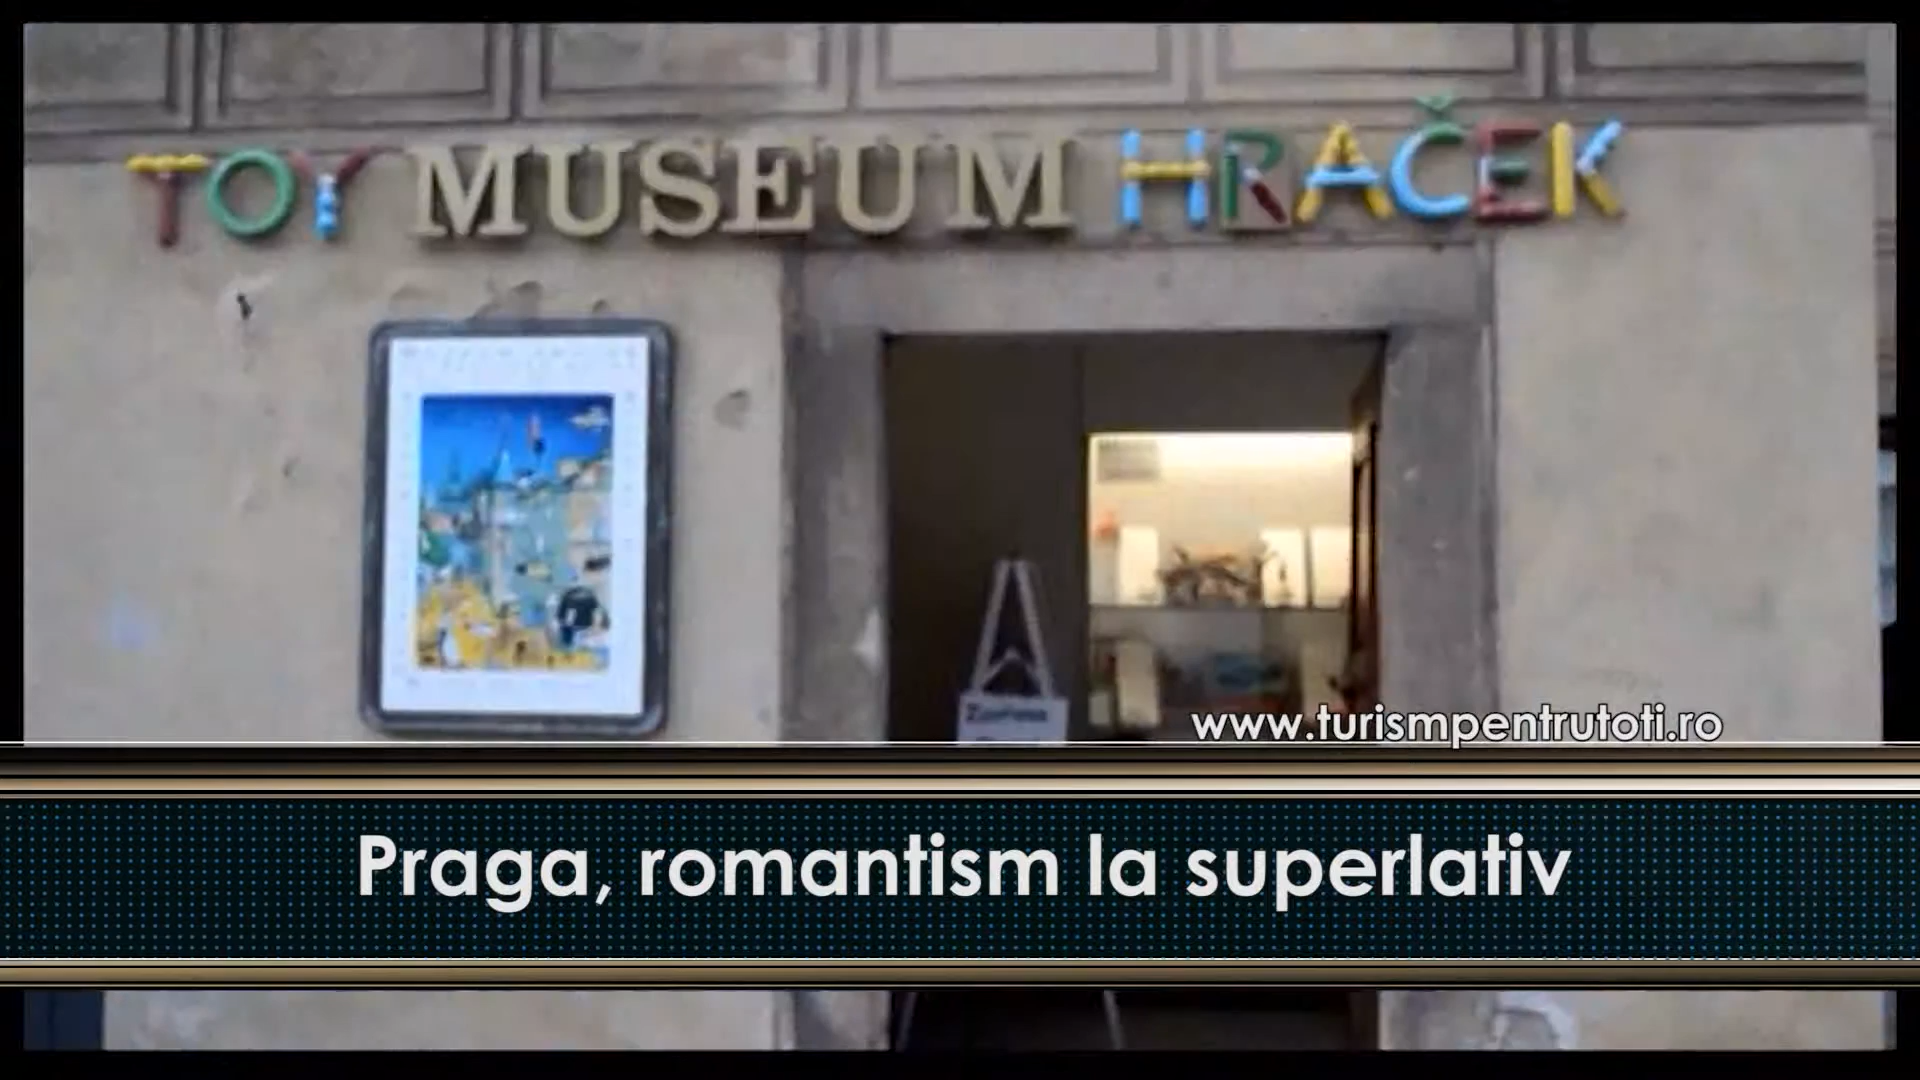 TOY MUSEUM HRAČEK
www.turismpentrutoti.ro
Praga, romantism la superlativ